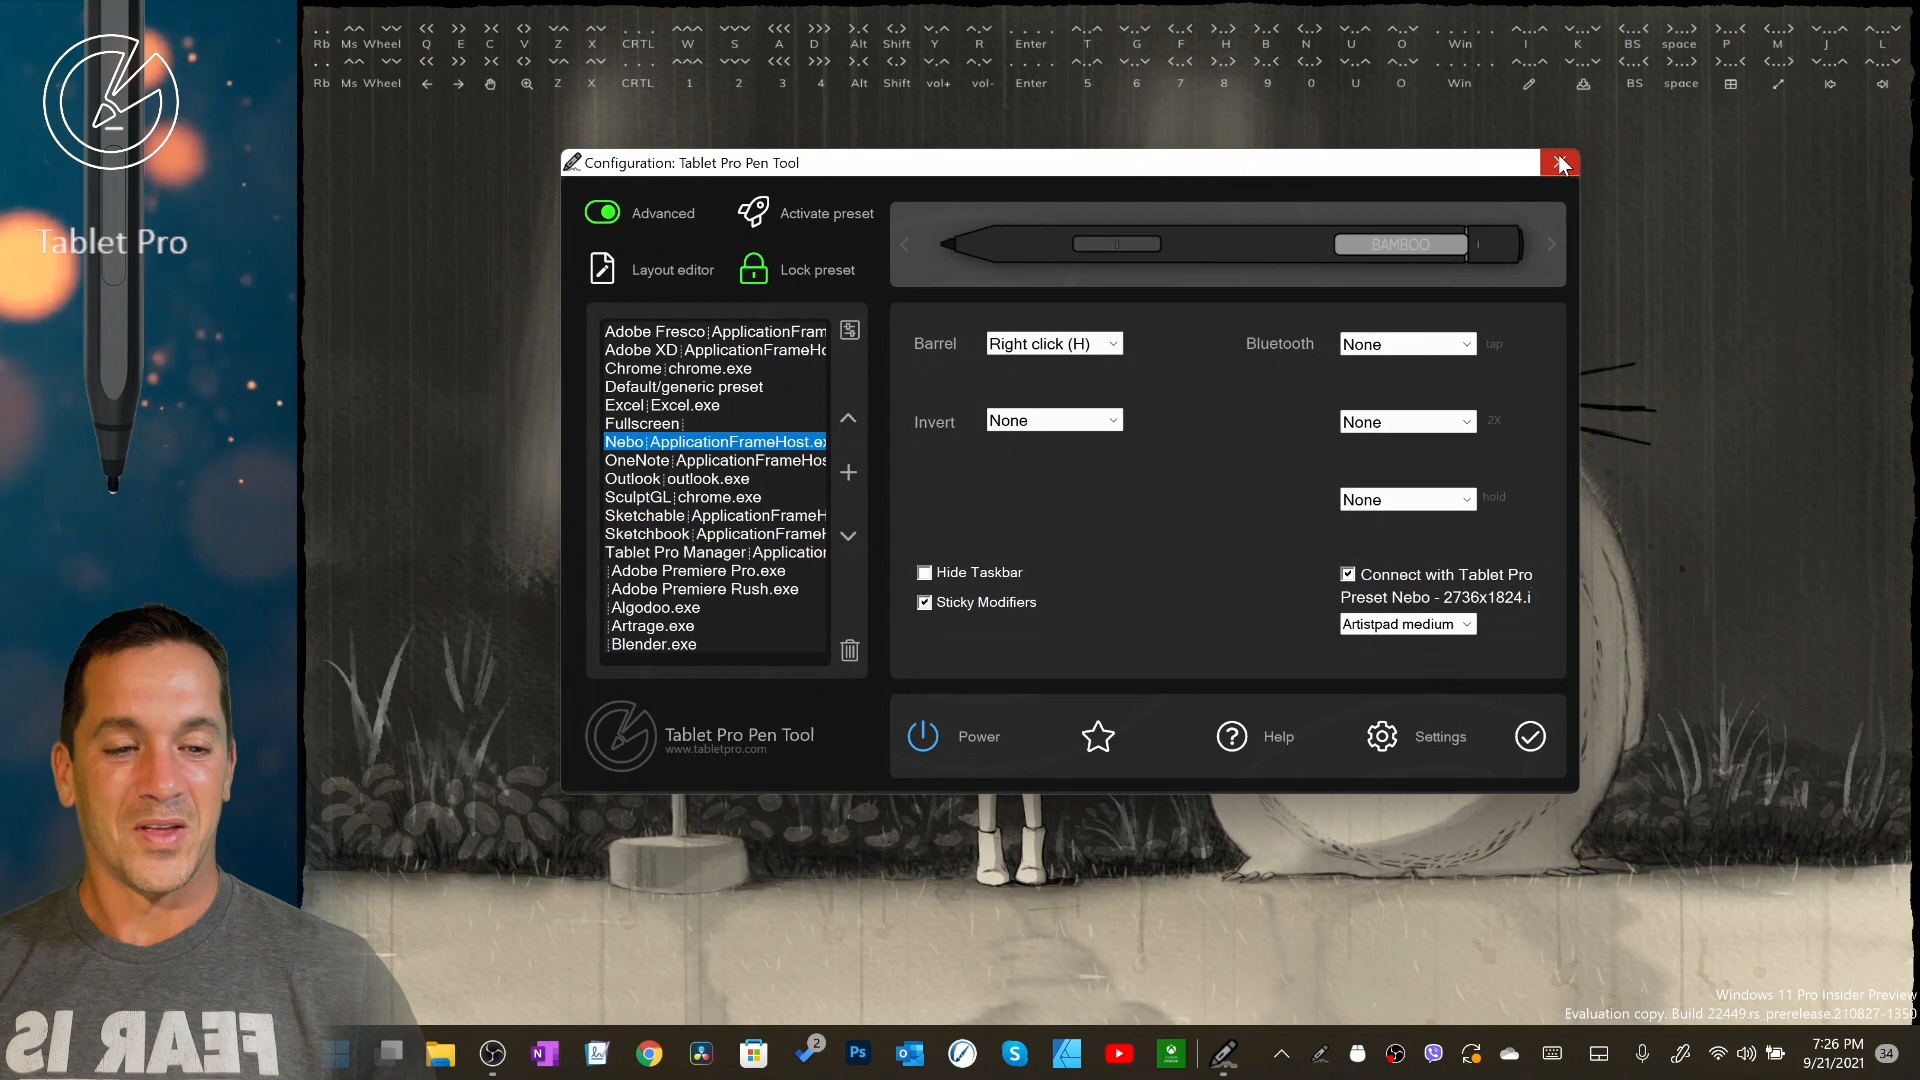 Rb Ms Wheel Q E C V Z X CRTL W S A D Alt Shift Y R Enter T G F H B N U O Win I K BS space P M J L
Rb Ms Wheel Z X CRTL 1 2 3 4 Alt Shift vol+ vol- Enter 5 6 7 8 9 0 U O Win BS space
Tablet Pro
Configuration: Tablet Pro Pen Tool
Advanced
Activate preset
Layout editor
Lock preset
BAMBOO
Adobe Fresco¦ApplicationFram
Adobe XD¦ApplicationFrameHo
Chrome¦chrome.exe
Default/generic preset
Excel¦Excel.exe
Fullscreen¦
Nebo¦ApplicationFrameHost.ex
OneNote¦ApplicationFrameHos
Outlook¦outlook.exe
SculptGL¦chrome.exe
Sketchable¦ApplicationFrameH
Sketchbook¦ApplicationFrameH
Tablet Pro Manager¦Application
¦Adobe Premiere Pro.exe
¦Adobe Premiere Rush.exe
¦Algodoo.exe
¦Artrage.exe
¦Blender.exe
Barrel
Right click (H)
Invert
None
Bluetooth
None
tap
None
2X
None
hold
Hide Taskbar
Sticky Modifiers
Connect with Tablet Pro
Preset Nebo - 2736x1824.i
Artistpad medium
Tablet Pro Pen Tool
www.tabletpro.com
Power
Help
Settings
FEAR IS
Windows 11 Pro Insider Preview
Evaluation copy. Build 22449.rs_prerelease.210827-1350
2
Ps
7:26 PM
9/21/2021
34